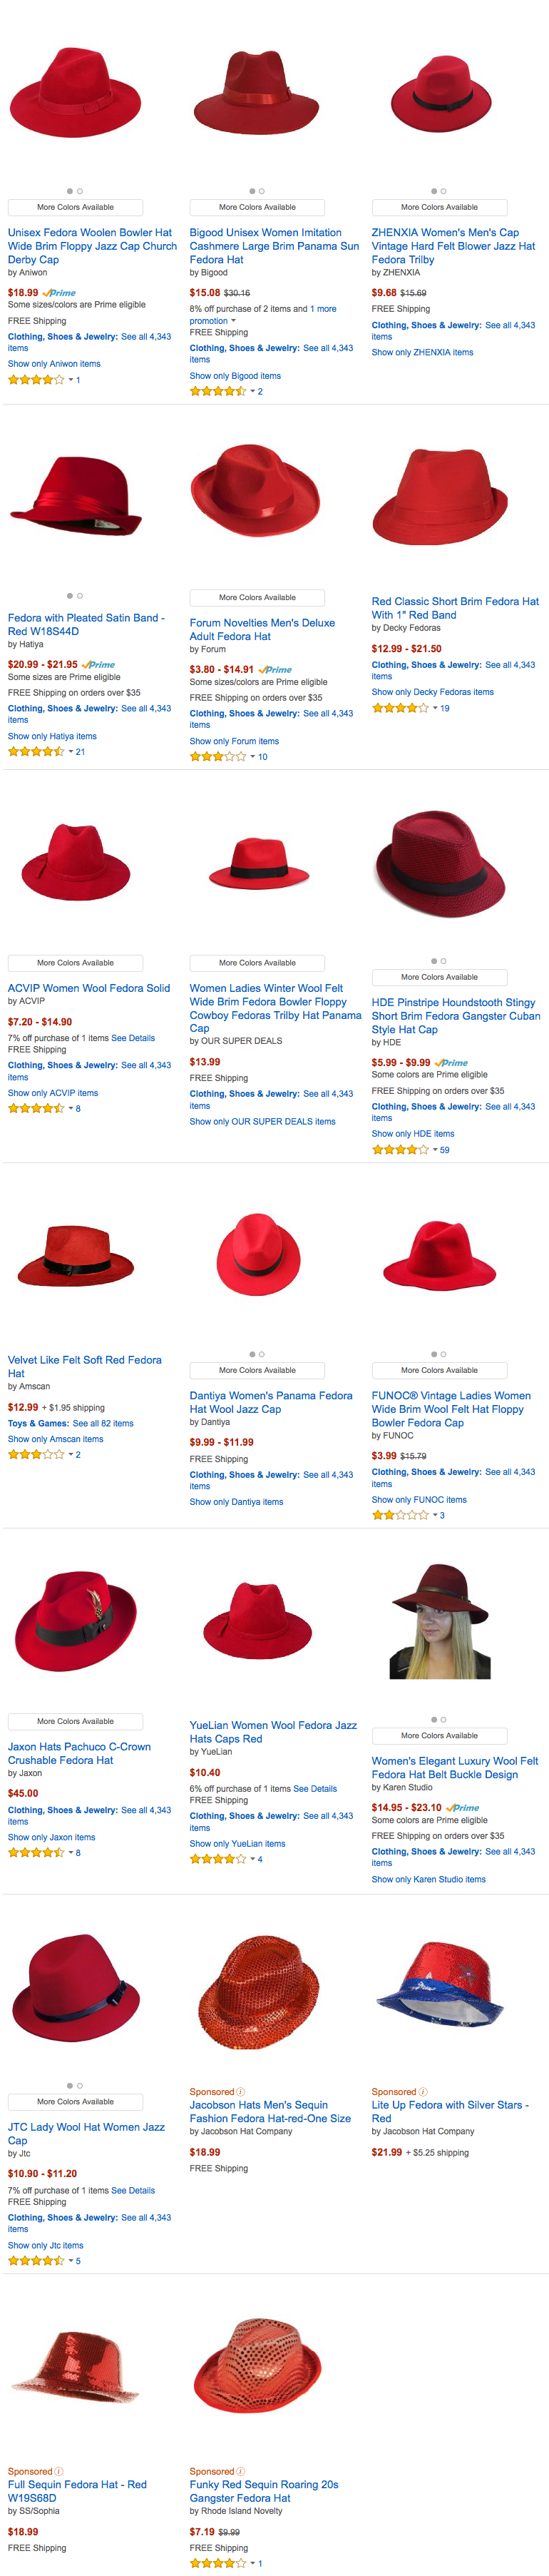 More Colors Available
Unisex Fedora Woolen Bowler Hat
Wide Brim Floppy Jazz Cap Church
Derby Cap
by Aniwon
$18.99 Prime
Some sizes/colors are Prime eligible
FREE Shipping
Clothing, Shoes & Jewelry: See all 4,343
items
Show only Aniwon items
1
More Colors Available
Bigood Unisex Women Imitation
Cashmere Large Brim Panama Sun
Fedora Hat
by Bigood
$15.08 $30.16
8% off purchase of 2 items and 1 more
promotion
FREE Shipping
Clothing, Shoes & Jewelry: See all 4,343
items
Show only Bigood items
2
More Colors Available
ZHENXIA Women's Men's Cap
Vintage Hard Felt Blower Jazz Hat
Fedora Trilby
by ZHENXIA
$9.68 $15.69
FREE Shipping
Clothing, Shoes & Jewelry: See all 4,343
items
Show only ZHENXIA items
Fedora with Pleated Satin Band -
Red W18S44D
by Hatiya
$20.99 - $21.95 Prime
Some sizes are Prime eligible
FREE Shipping on orders over $35
Clothing, Shoes & Jewelry: See all 4,343
items
Show only Hatiya items
21
More Colors Available
Forum Novelties Men's Deluxe
Adult Fedora Hat
by Forum
$3.80 - $14.91 Prime
Some sizes/colors are Prime eligible
FREE Shipping on orders over $35
Clothing, Shoes & Jewelry: See all 4,343
items
Show only Forum items
10
Red Classic Short Brim Fedora Hat
With 1" Red Band
by Decky Fedoras
$12.99 - $21.50
Clothing, Shoes & Jewelry: See all 4,343
items
Show only Decky Fedoras items
19
More Colors Available
ACVIP Women Wool Fedora Solid
by ACVIP
$7.20 - $14.90
7% off purchase of 1 items See Details
FREE Shipping
Clothing, Shoes & Jewelry: See all 4,343
items
Show only ACVIP items
8
More Colors Available
Women Ladies Winter Wool Felt
Wide Brim Fedora Bowler Floppy
Cowboy Fedoras Trilby Hat Panama
Cap
by OUR SUPER DEALS
$13.99
FREE Shipping
Clothing, Shoes & Jewelry: See all 4,343
items
Show only OUR SUPER DEALS items
More Colors Available
HDE Pinstripe Houndstooth Stingy
Short Brim Fedora Gangster Cuban
Style Hat Cap
by HDE
$5.99 - $9.99 Prime
Some colors are Prime eligible
FREE Shipping on orders over $35
Clothing, Shoes & Jewelry: See all 4,343
items
Show only HDE items
59
Velvet Like Felt Soft Red Fedora
Hat
by Amscan
$12.99 + $1.95 shipping
Toys & Games: See all 82 items
Show only Amscan items
2
More Colors Available
Dantiya Women's Panama Fedora
Hat Wool Jazz Cap
by Dantiya
$9.99 - $11.99
FREE Shipping
Clothing, Shoes & Jewelry: See all 4,343
items
Show only Dantiya items
More Colors Available
FUNOC® Vintage Ladies Women
Wide Brim Wool Felt Hat Floppy
Bowler Fedora Cap
by FUNOC
$3.99 $15.79
Clothing, Shoes & Jewelry: See all 4,343
items
Show only FUNOC items
3
More Colors Available
Jaxon Hats Pachuco C-Crown
Crushable Fedora Hat
by Jaxon
$45.00
Clothing, Shoes & Jewelry: See all 4,343
items
Show only Jaxon items
8
YueLian Women Wool Fedora Jazz
Hats Caps Red
by YueLian
$10.40
6% off purchase of 1 items See Details
FREE Shipping
Clothing, Shoes & Jewelry: See all 4,343
items
Show only YueLian items
4
More Colors Available
Women's Elegant Luxury Wool Felt
Fedora Hat Belt Buckle Design
by Karen Studio
$14.95 - $23.10 Prime
Some colors are Prime eligible
FREE Shipping on orders over $35
Clothing, Shoes & Jewelry: See all 4,343
items
Show only Karen Studio items
More Colors Available
JTC Lady Wool Hat Women Jazz
Cap
by Jtc
$10.90 - $11.20
7% off purchase of 1 items See Details
FREE Shipping
Clothing, Shoes & Jewelry: See all 4,343
items
Show only Jtc items
5
Sponsored
Jacobson Hats Men's Sequin
Fashion Fedora Hat-red-One Size
by Jacobson Hat Company
$18.99
FREE Shipping
Sponsored
Lite Up Fedora with Silver Stars -
Red
by Jacobson Hat Company
$21.99 + $5.25 shipping
Sponsored
Full Sequin Fedora Hat - Red
W19S68D
by SS/Sophia
$18.99
FREE Shipping
Sponsored
Funky Red Sequin Roaring 20s
Gangster Fedora Hat
by Rhode Island Novelty
$7.19 $9.99
FREE Shipping
1